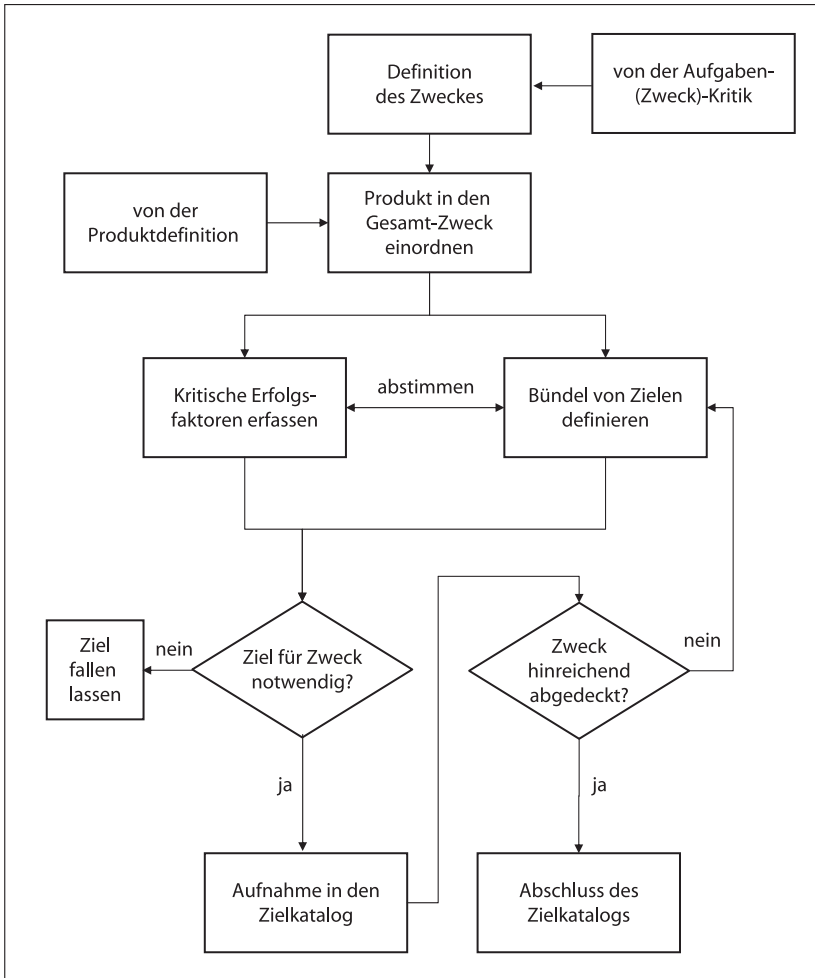 Definition
des Zweckes
von der Aufgaben-
(Zweck)-Kritik
von der
Produktdefinition
Produkt in den
Gesamt-Zweck
einordnen
Kritische Erfolgs-
faktoren erfassen
abstimmen
Bündel von Zielen
definieren
Ziel
fallen
lassen
nein
Ziel für Zweck
notwendig?
Zweck
hinreichend
abgedeckt?
nein
ja
ja
Aufnahme in den
Zielkatalog
Abschluss des
Zielkatalogs